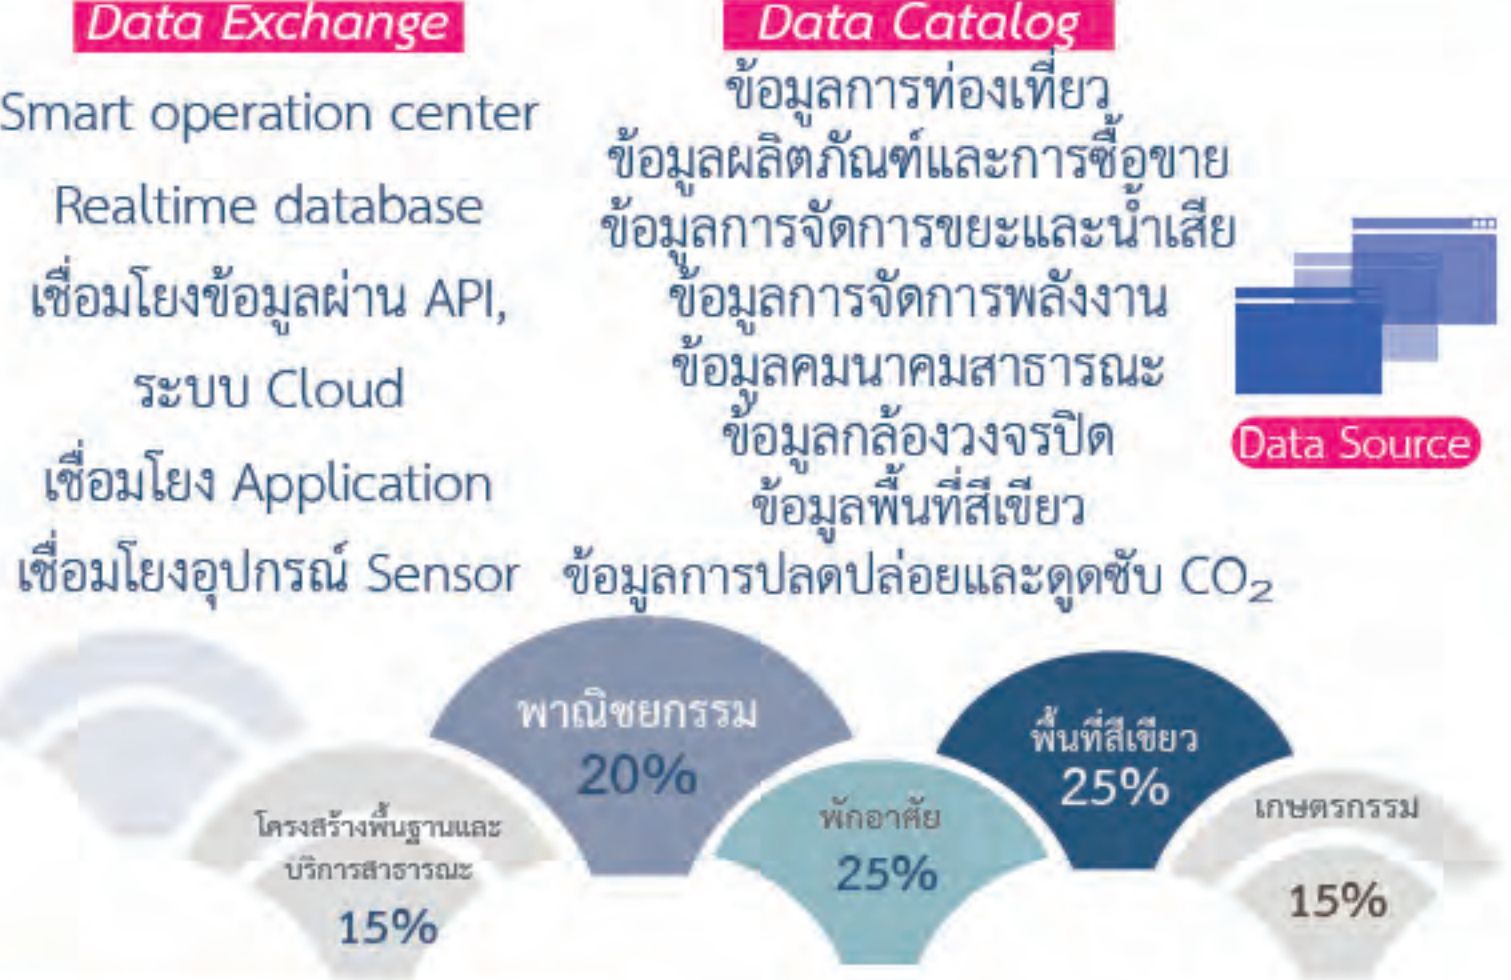 Data Exchange
Smart operation center
Realtime database
เชื่อมโยงข้อมูลผ่าน API,
ระบบ Cloud
เชื่อมโยง Application
เชื่อมโยงอุปกรณ์ Sensor
Data Catalog
ข้อมูลการท่องเที่ยว
ข้อมูลผลิตภัณฑ์และการซื้อขาย
ข้อมูลการจัดการขยะและน้ำเสีย
ข้อมูลการจัดการพลังงาน
ข้อมูลคมนาคมสาธารณะ
ข้อมูลกล้องวงจรปิด
ข้อมูลพื้นที่สีเขียว
ข้อมูลการปลดปล่อยและดูดซับ CO₂
Data Source
โครงสร้างพื้นฐานและ
บริการสาธารณะ
15%
พาณิชยกรรม
20%
พักอาศัย
25%
พื้นที่สีเขียว
25%
เกษตรกรรม
15%